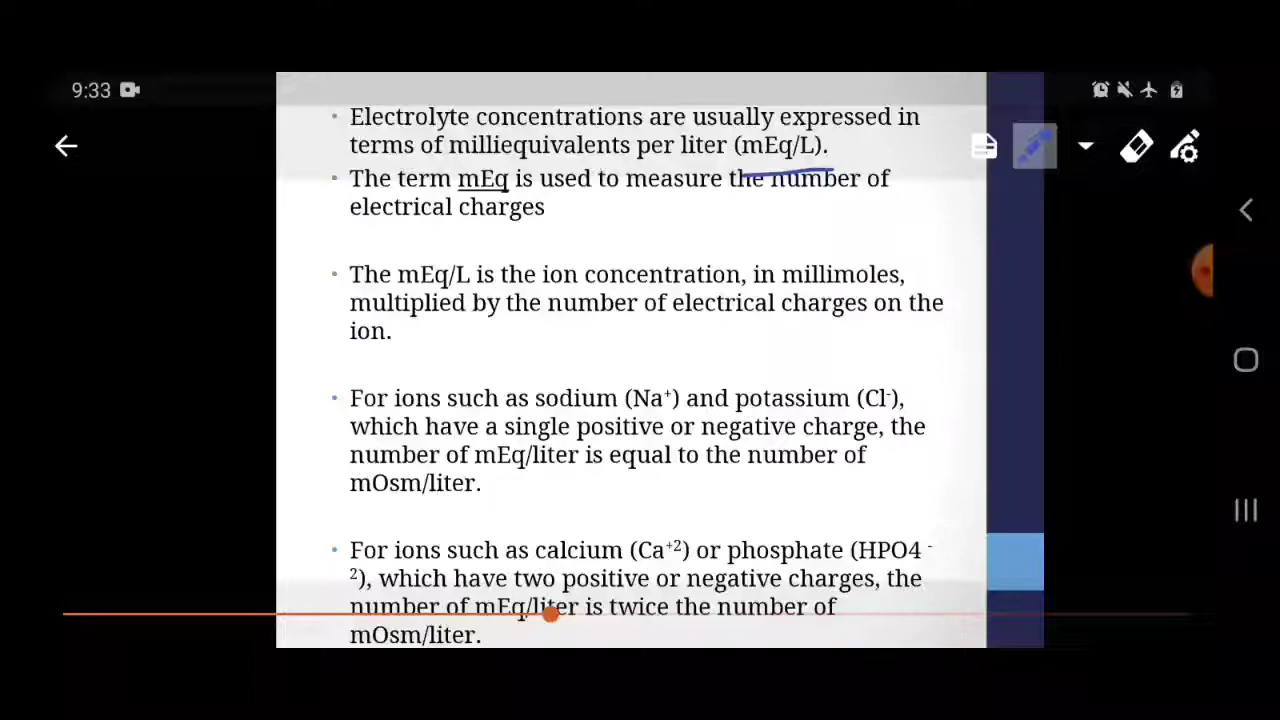 9:33
• Electrolyte concentrations are usually expressed in
terms of milliequivalents per liter (mEq/L).
• The term mEq is used to measure the number of
electrical charges
• The mEq/L is the ion concentration, in millimoles,
multiplied by the number of electrical charges on the
ion.
• For ions such as sodium (Na⁺) and potassium (Cl⁻),
which have a single positive or negative charge, the
number of mEq/liter is equal to the number of
mOsm/liter.
• For ions such as calcium (Ca⁺²) or phosphate (HPO4 ⁻
²), which have two positive or negative charges, the
number of mEq/liter is twice the number of
mOsm/liter.